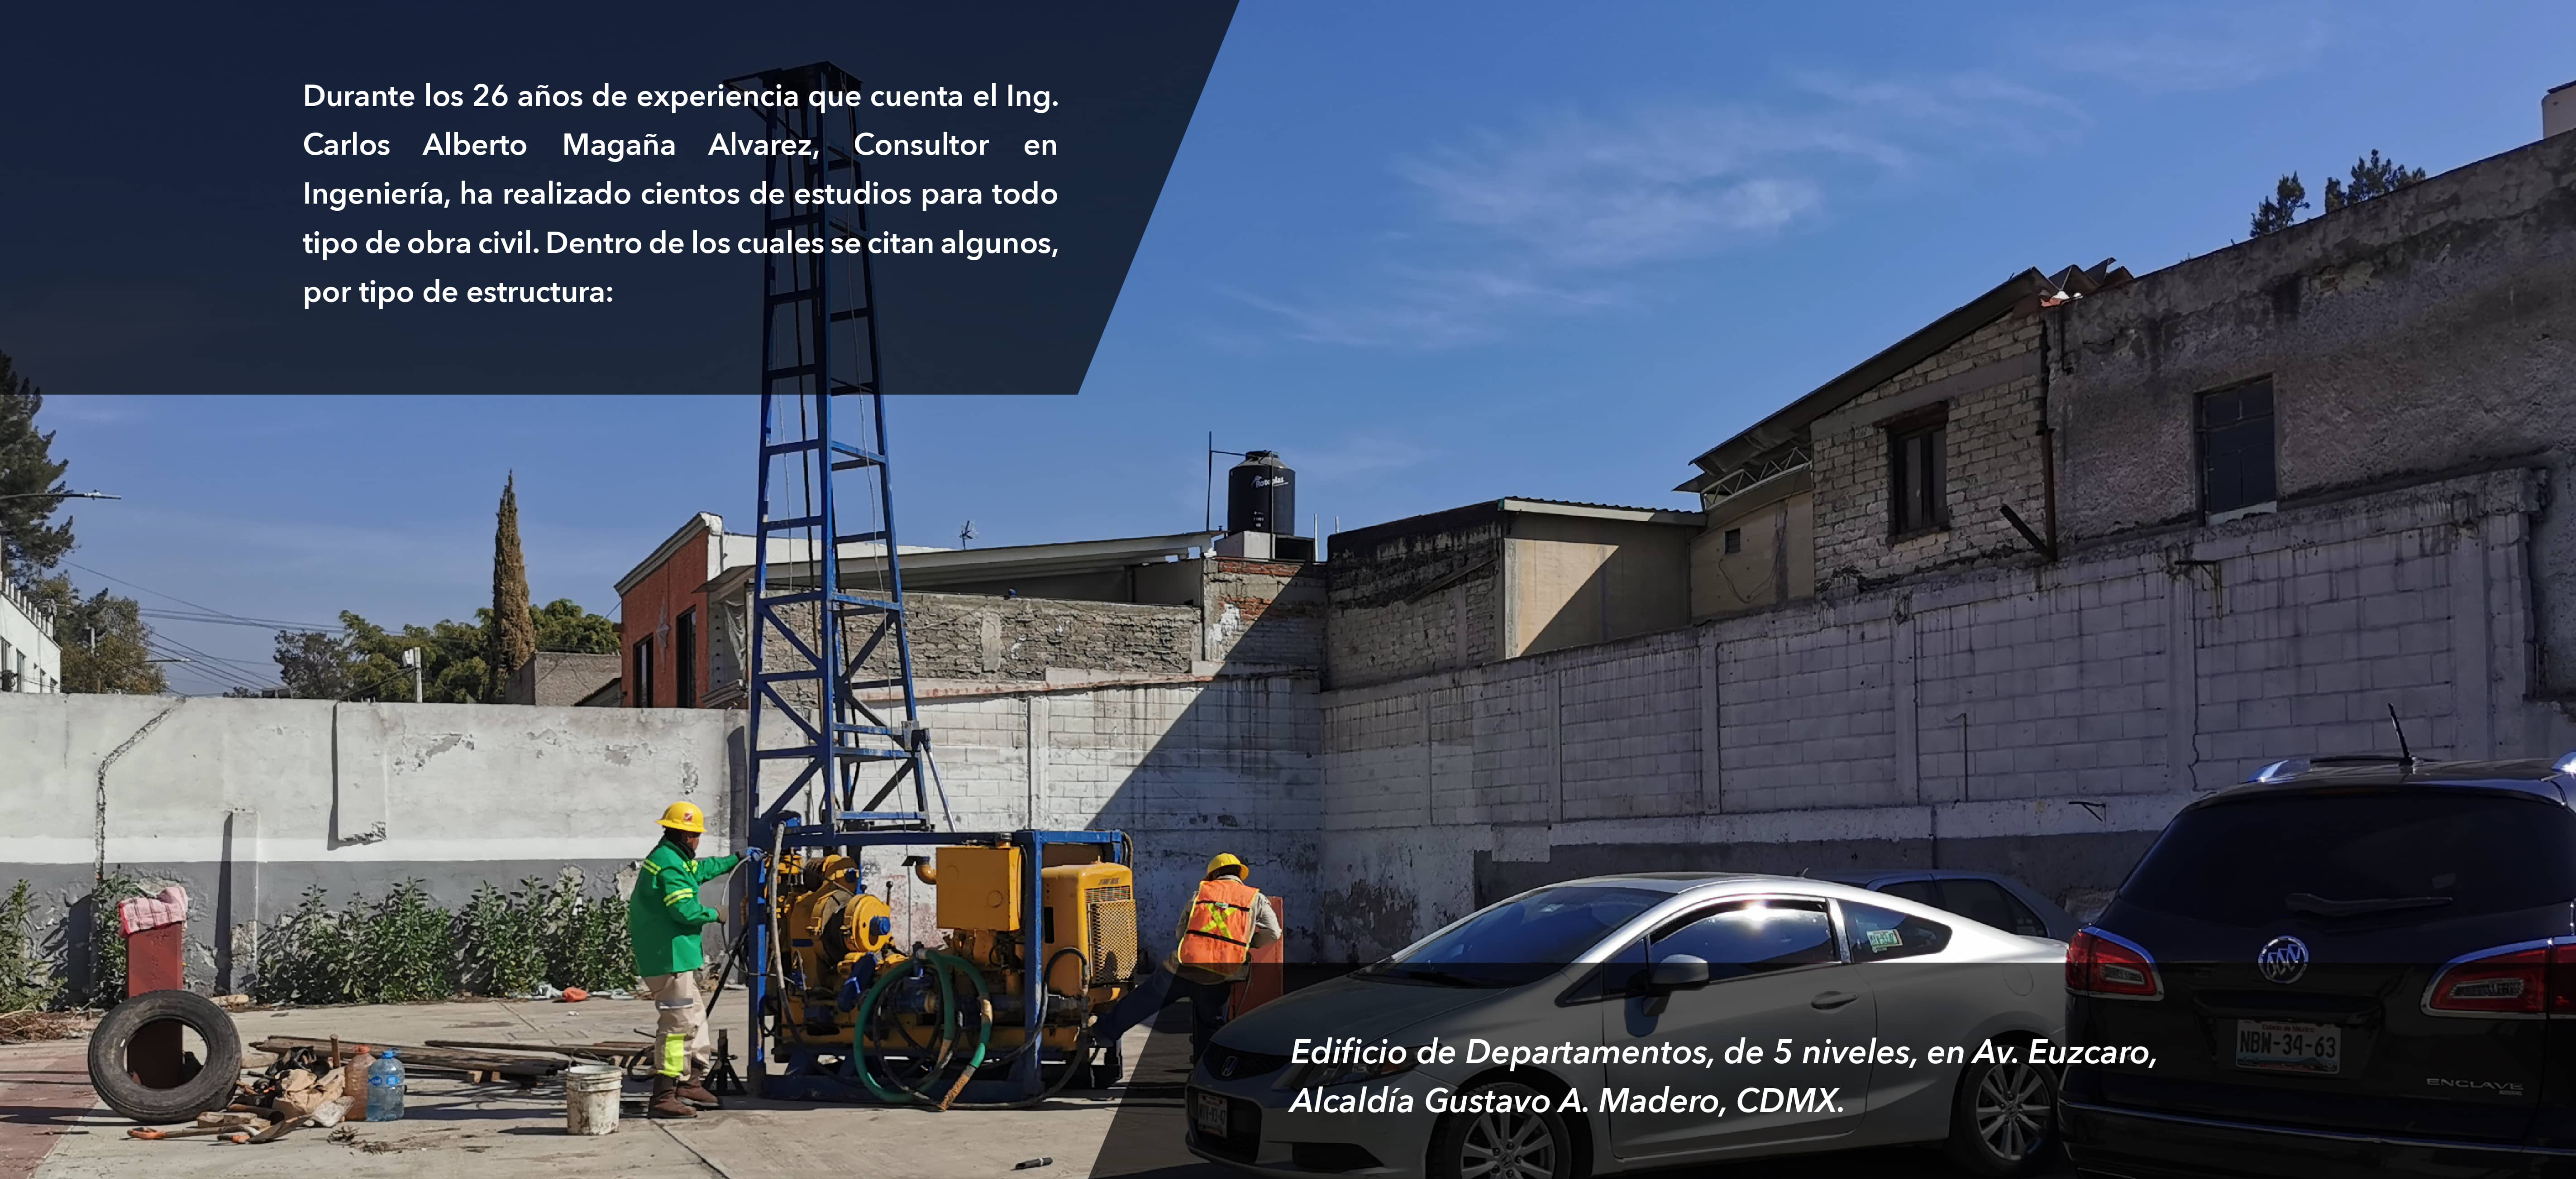 Durante los 26 años de experiencia que cuenta el Ing.
Carlos Alberto Magaña Alvarez, Consultor en
Ingeniería, ha realizado cientos de estudios para todo
tipo de obra civil. Dentro de los cuales se citan algunos,
por tipo de estructura:
Rotoplas
Edificio de Departamentos, de 5 niveles, en Av. Euzcaro,
Alcaldía Gustavo A. Madero, CDMX.
NBW-34-63
ENCLAVE